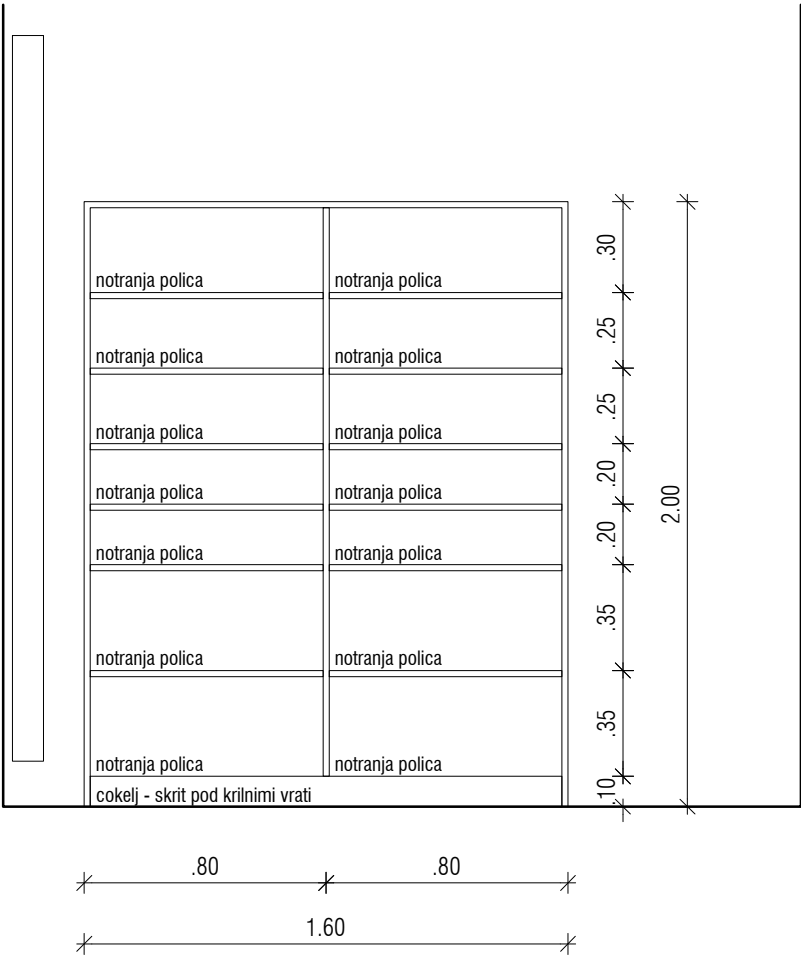 notranja polica notranja polica
.30
notranja polica notranja polica
.25
notranja polica notranja polica
.25
notranja polica notranja polica
.20
2.00
notranja polica notranja polica
.20
notranja polica notranja polica
.35
notranja polica notranja polica
.35
cokelj - skrit pod krilnimi vrati
.10
.80 .80
1.60